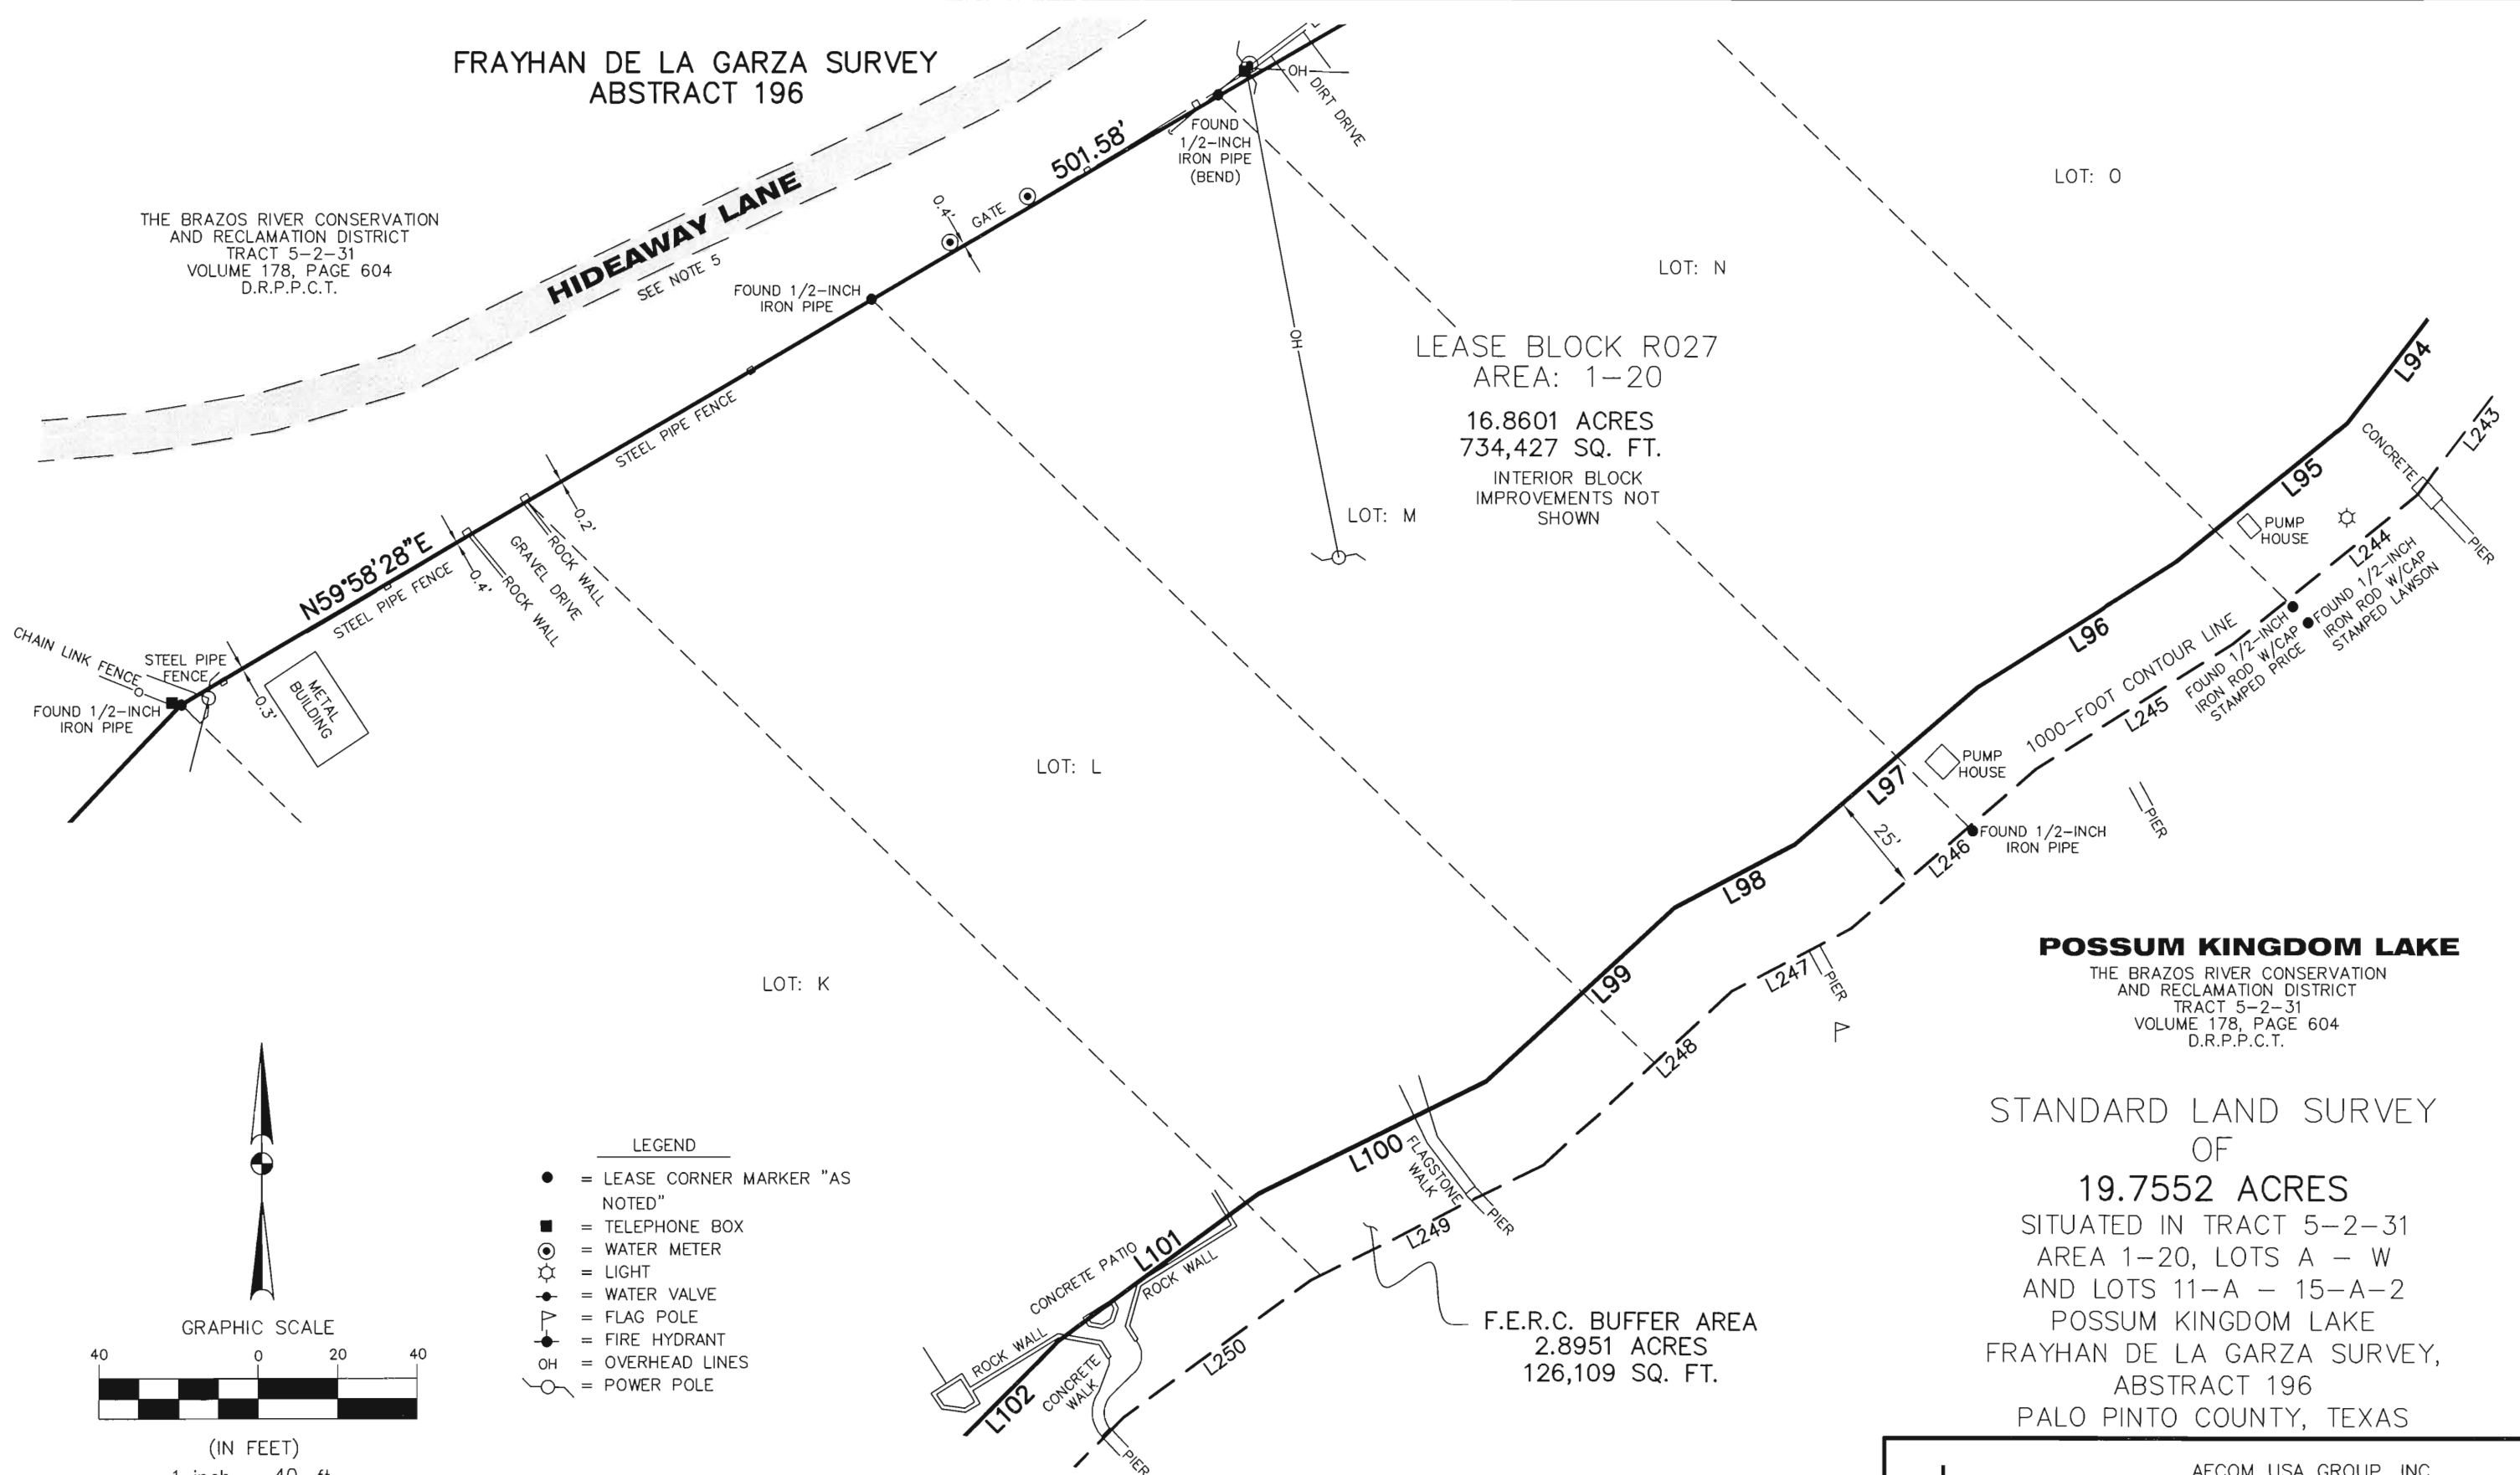 FRAYHAN DE LA GARZA SURVEY
ABSTRACT 196
THE BRAZOS RIVER CONSERVATION
AND RECLAMATION DISTRICT
TRACT 5-2-31
VOLUME 178, PAGE 604
D.R.P.P.C.T.
HIDEAWAY LANE
SEE NOTE 5
501.58'
0.4'
GATE
FOUND
1/2-INCH
IRON PIPE
(BEND)
OH
DIRT DRIVE
FOUND 1/2-INCH
IRON PIPE
OH
LOT: O
LOT: N
LEASE BLOCK R027
AREA: 1-20
16.8601 ACRES
734,427 SQ. FT.
INTERIOR BLOCK
IMPROVEMENTS NOT
SHOWN
LOT: M
STEEL PIPE FENCE
0.2'
ROCK WALL
GRAVEL DRIVE
ROCK WALL
0.4'
N59°58'28"E
STEEL PIPE FENCE
CHAIN LINK FENCE
STEEL PIPE
FENCE
FOUND 1/2-INCH
IRON PIPE
0.3'
METAL
BUILDING
LOT: L
LOT: K
L94
L243
CONCRETE
L95
PUMP
HOUSE
PIER
L244
FOUND 1/2-INCH
IRON ROD W/CAP
STAMPED LAWSON
FOUND 1/2-INCH
IRON ROD W/CAP
STAMPED PRICE
L96
1000-FOOT CONTOUR LINE
L245
PUMP
HOUSE
L97
PIER
25'
L246
FOUND 1/2-INCH
IRON PIPE
L98
L247
PIER
L99
L248
L100
FLAGSTONE
WALK
PIER
L249
L101
CONCRETE PATIO
ROCK WALL
ROCK WALL
CONCRETE
WALK
L102
L250
PIER
F.E.R.C. BUFFER AREA
2.8951 ACRES
126,109 SQ. FT.
POSSUM KINGDOM LAKE
THE BRAZOS RIVER CONSERVATION
AND RECLAMATION DISTRICT
TRACT 5-2-31
VOLUME 178, PAGE 604
D.R.P.P.C.T.
STANDARD LAND SURVEY
OF
19.7552 ACRES
SITUATED IN TRACT 5-2-31
AREA 1-20, LOTS A - W
AND LOTS 11-A - 15-A-2
POSSUM KINGDOM LAKE
FRAYHAN DE LA GARZA SURVEY,
ABSTRACT 196
PALO PINTO COUNTY, TEXAS
LEGEND
= LEASE CORNER MARKER "AS
NOTED"
= TELEPHONE BOX
= WATER METER
= LIGHT
= WATER VALVE
= FLAG POLE
= FIRE HYDRANT
OH = OVERHEAD LINES
= POWER POLE
GRAPHIC SCALE
40 0 20 40
(IN FEET)
1 inch = 40 ft.
AECOM USA GROUP, INC.